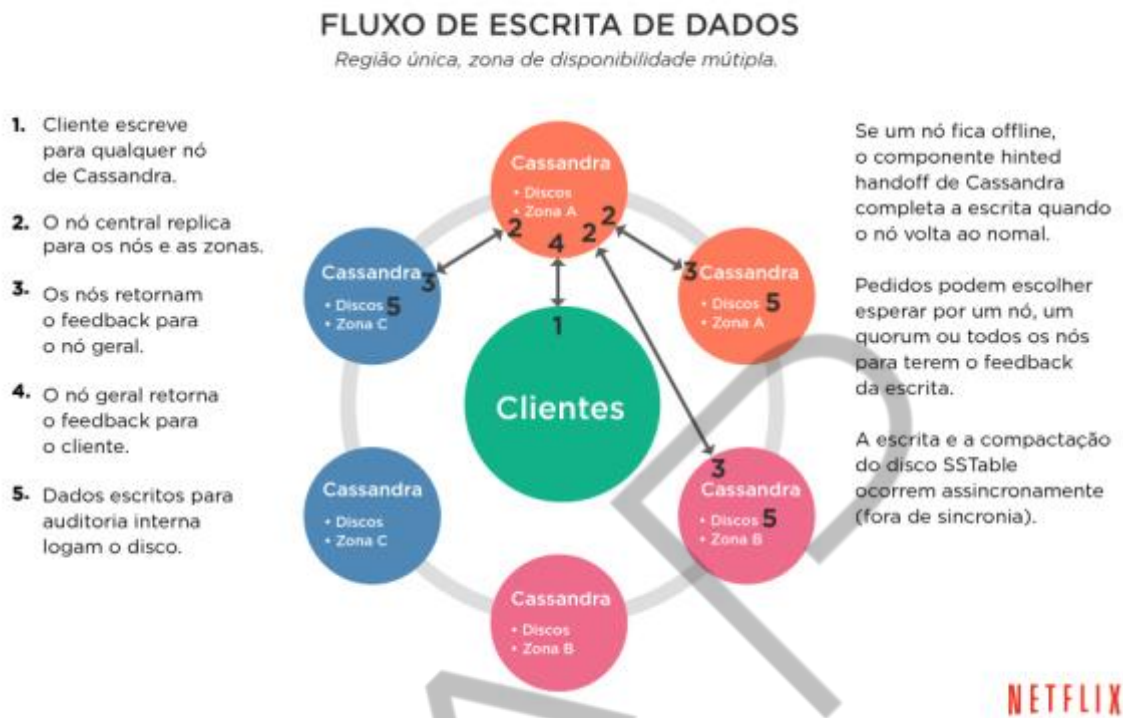 FLUXO DE ESCRITA DE DADOS
Região única, zona de disponibilidade mútipla.
1. Cliente escreve
para qualquer nó
de Cassandra.
2. O nó central replica
para os nós e as zonas.
3. Os nós retornam
o feedback para
o nó geral.
4. O nó geral retorna
o feedback para
o cliente.
5. Dados escritos para
auditoria interna
logam o disco.
Cassandra
• Discos
• Zona A
2
4
2
2
Cassandra
3
• Discos 5
• Zona C
3
Cassandra
• Discos 5
• Zona A
1
Clientes
Cassandra
• Discos
• Zona C
3
Cassandra
• Discos 5
• Zona B
Cassandra
• Discos
• Zona B
Se um nó fica offline,
o componente hinted
handoff de Cassandra
completa a escrita quando
o nó volta ao nomal.
Pedidos podem escolher
esperar por um nó, um
quorum ou todos os nós
para terem o feedback
da escrita.
A escrita e a compactação
do disco SSTable
ocorrem assincronamente
(fora de sincronia).
NETFLIX